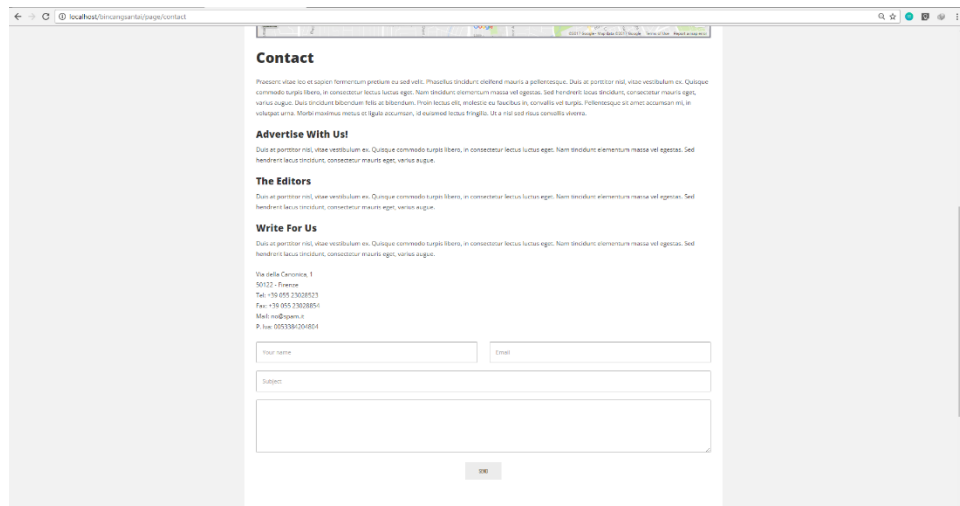 localhost/bincangsantai/page/contact
Google
Contact
Praesent vitae leo et sapien fermentum pretium eu sed velit. Phasellus tincidunt eleifend mauris a pellentesque. Duis at porttitor nisl, vitae vestibulum ex. Quisque
commodo turpis libero, in consectetur lectus luctus eget. Nam tincidunt elementum massa vel egestas. Sed hendrerit lacus tincidunt, consectetur mauris eget,
varius augue. Duis tincidunt bibendum felis at bibendum. Proin lectus elit, molestie eu faucibus in, convallis vel turpis. Pellentesque sit amet accumsan mi, in
volutpat urna. Morbi maximus metus et ligula accumsan, id euismod lectus fringilla. Ut a nisl sed risus convallis viverra.
Advertise With Us!
Duis at porttitor nisl, vitae vestibulum ex. Quisque commodo turpis libero, in consectetur lectus luctus eget. Nam tincidunt elementum massa vel egestas. Sed
hendrerit lacus tincidunt, consectetur mauris eget, varius augue.
The Editors
Duis at porttitor nisl, vitae vestibulum ex. Quisque commodo turpis libero, in consectetur lectus luctus eget. Nam tincidunt elementum massa vel egestas. Sed
hendrerit lacus tincidunt, consectetur mauris eget, varius augue.
Write For Us
Duis at porttitor nisl, vitae vestibulum ex. Quisque commodo turpis libero, in consectetur lectus luctus eget. Nam tincidunt elementum massa vel egestas. Sed
hendrerit lacus tincidunt, consectetur mauris eget, varius augue.
Via della Canonica, 1
50122 - Firenze
Tel: +39 055 23028523
Fax: +39 055 23028854
Mail: no@spam.it
P. Iva: 0053384204804
Your name
Email
Subject
SEND